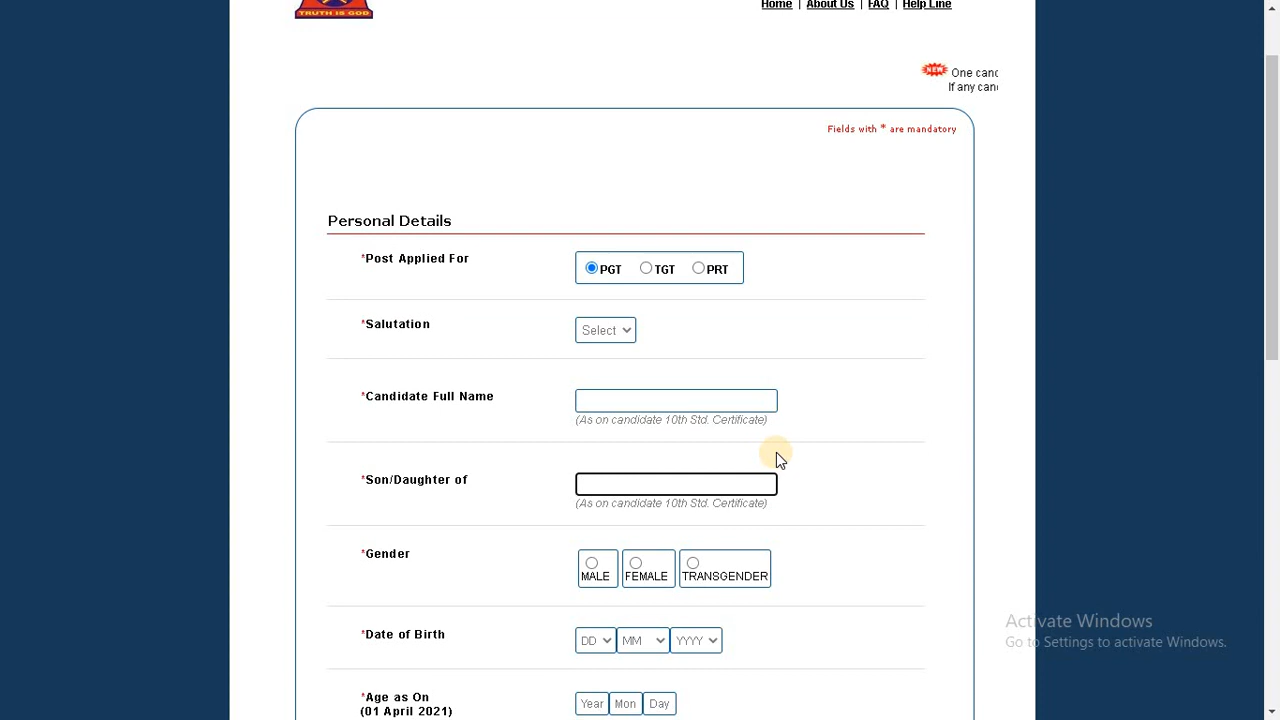 TRUTH IS GOD
Home | About Us | FAQ | Help Line
NEW One canc
If any can
Fields with * are mandatory
Personal Details
*Post Applied For
PGT TGT PRT
*Salutation
Select
*Candidate Full Name
(As on candidate 10th Std. Certificate)
*Son/Daughter of
(As on candidate 10th Std. Certificate)
*Gender
MALE FEMALE TRANSGENDER
*Date of Birth
DD MM YYYY
*Age as On
(01 April 2021)
Year Mon Day
Activate Windows
Go to Settings to activate Windows.